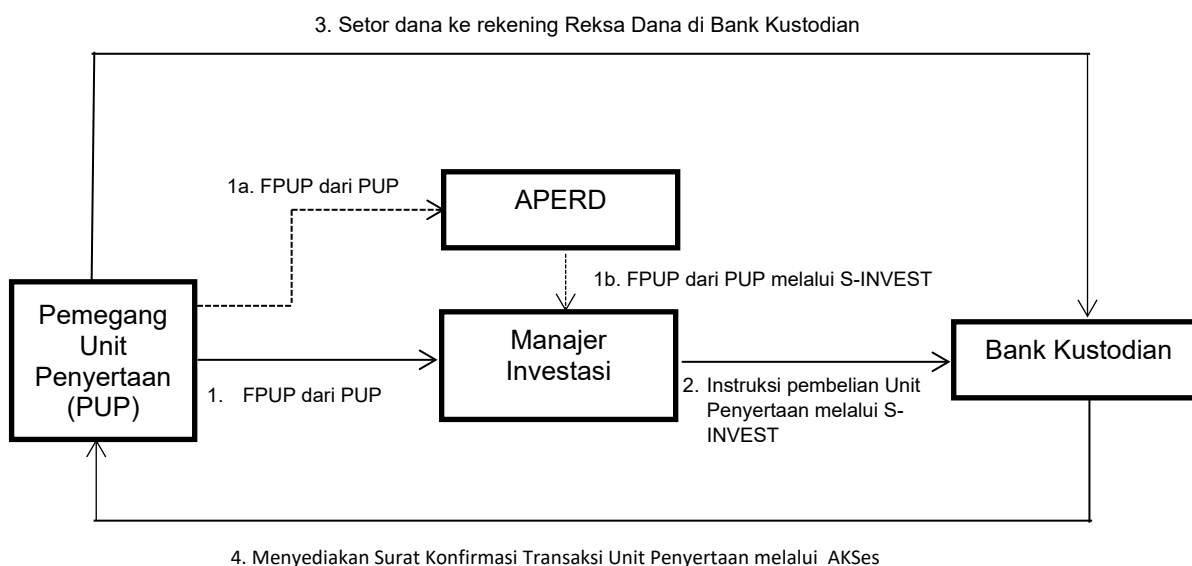 3. Setor dana ke rekening Reksa Dana di Bank Kustodian
1a. FPUP dari PUP
APERD
1b. FPUP dari PUP melalui S-INVEST
Pemegang
Unit
Penyertaan
(PUP)
1. FPUP dari PUP
Manajer
Investasi
2. Instruksi pembelian Unit
Penyertaan melalui S-
INVEST
Bank Kustodian
4. Menyediakan Surat Konfirmasi Transaksi Unit Penyertaan melalui AKSes